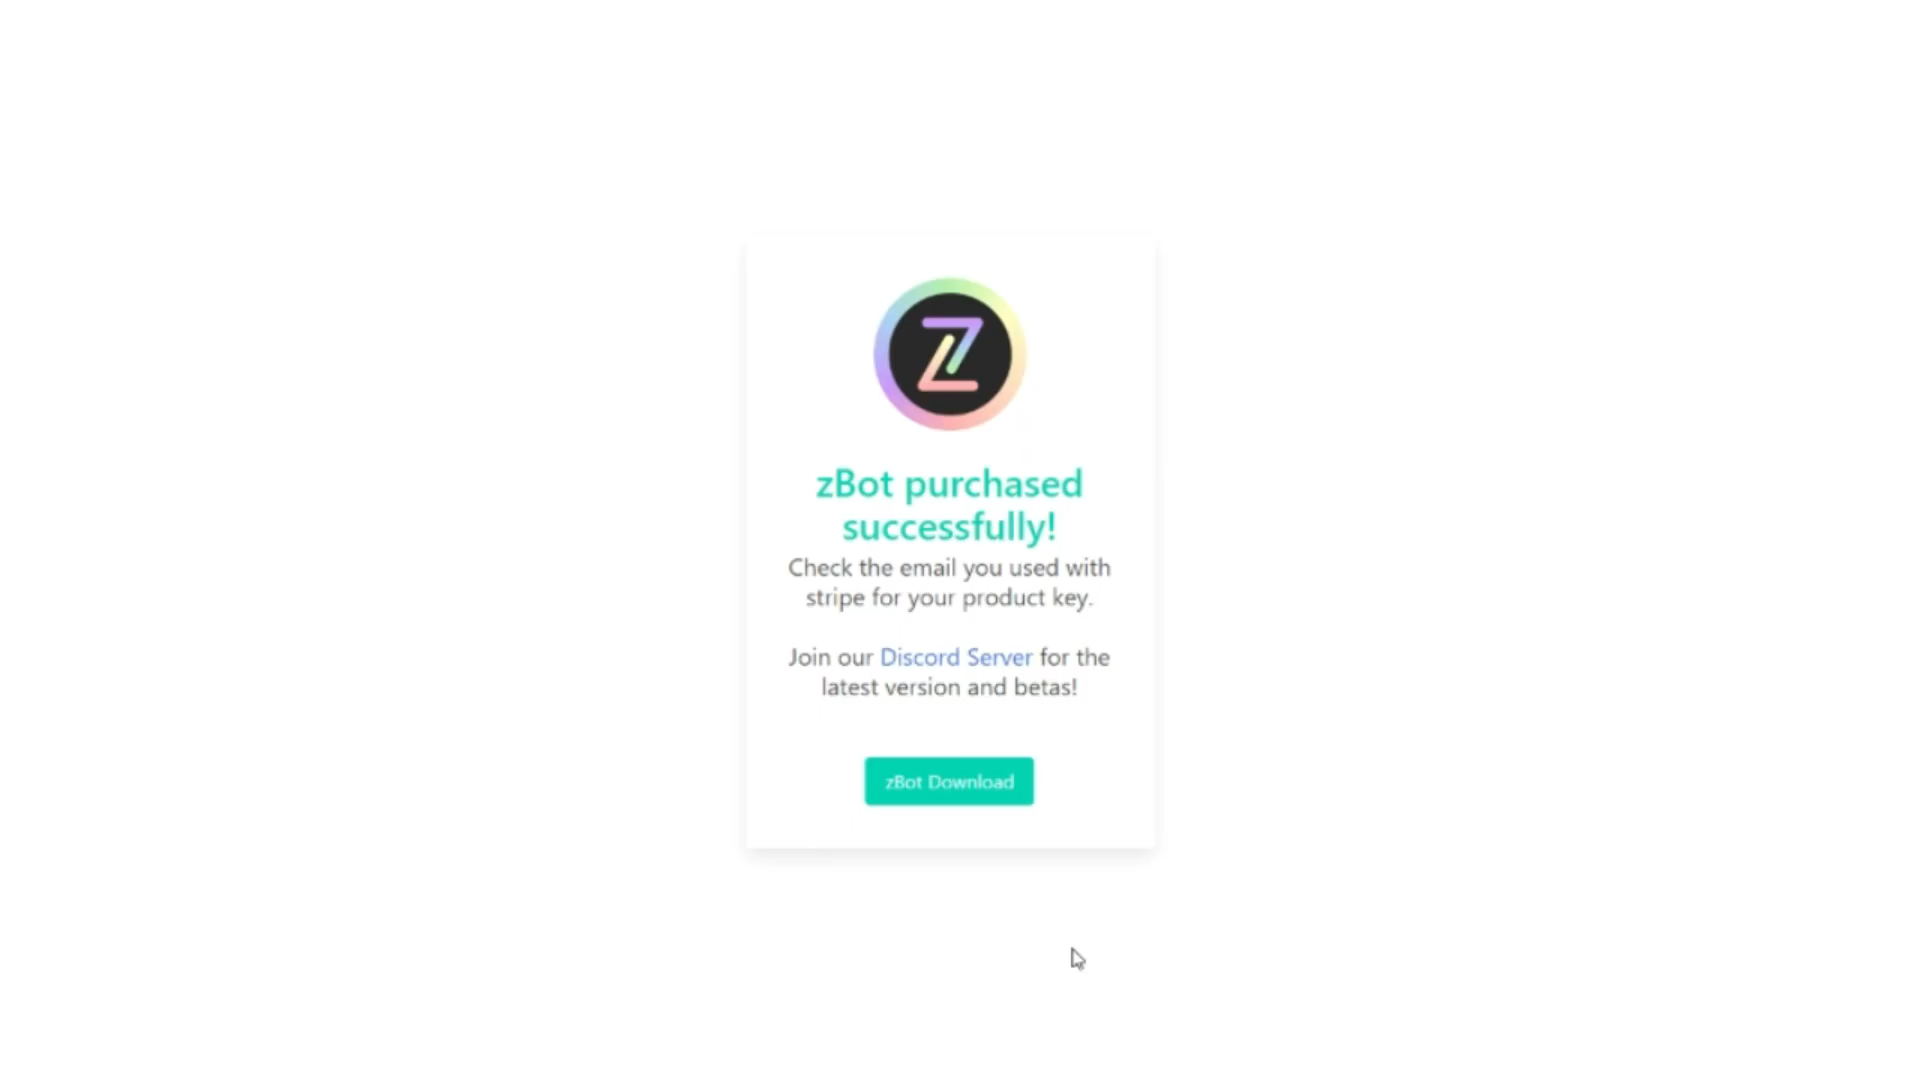 Z
zBot purchased
successfully!
Check the email you used with
stripe for your product key.
Join our Discord Server for the
latest version and betas!
zBot Download